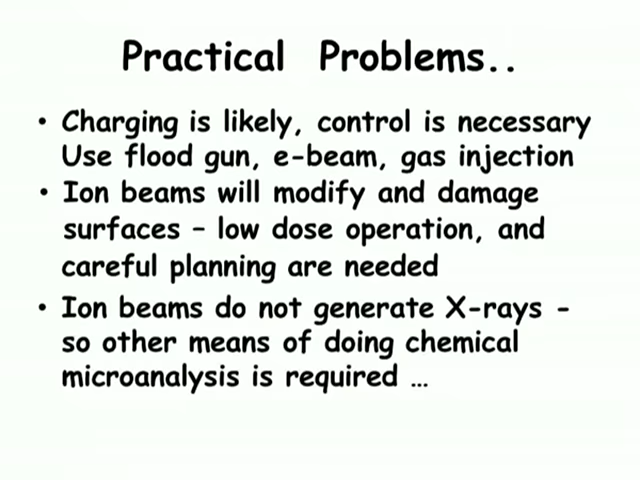 Practical Problems..
• Charging is likely, control is necessary
Use flood gun, e-beam, gas injection
• Ion beams will modify and damage
surfaces – low dose operation, and
careful planning are needed
• Ion beams do not generate X-rays -
so other means of doing chemical
microanalysis is required …